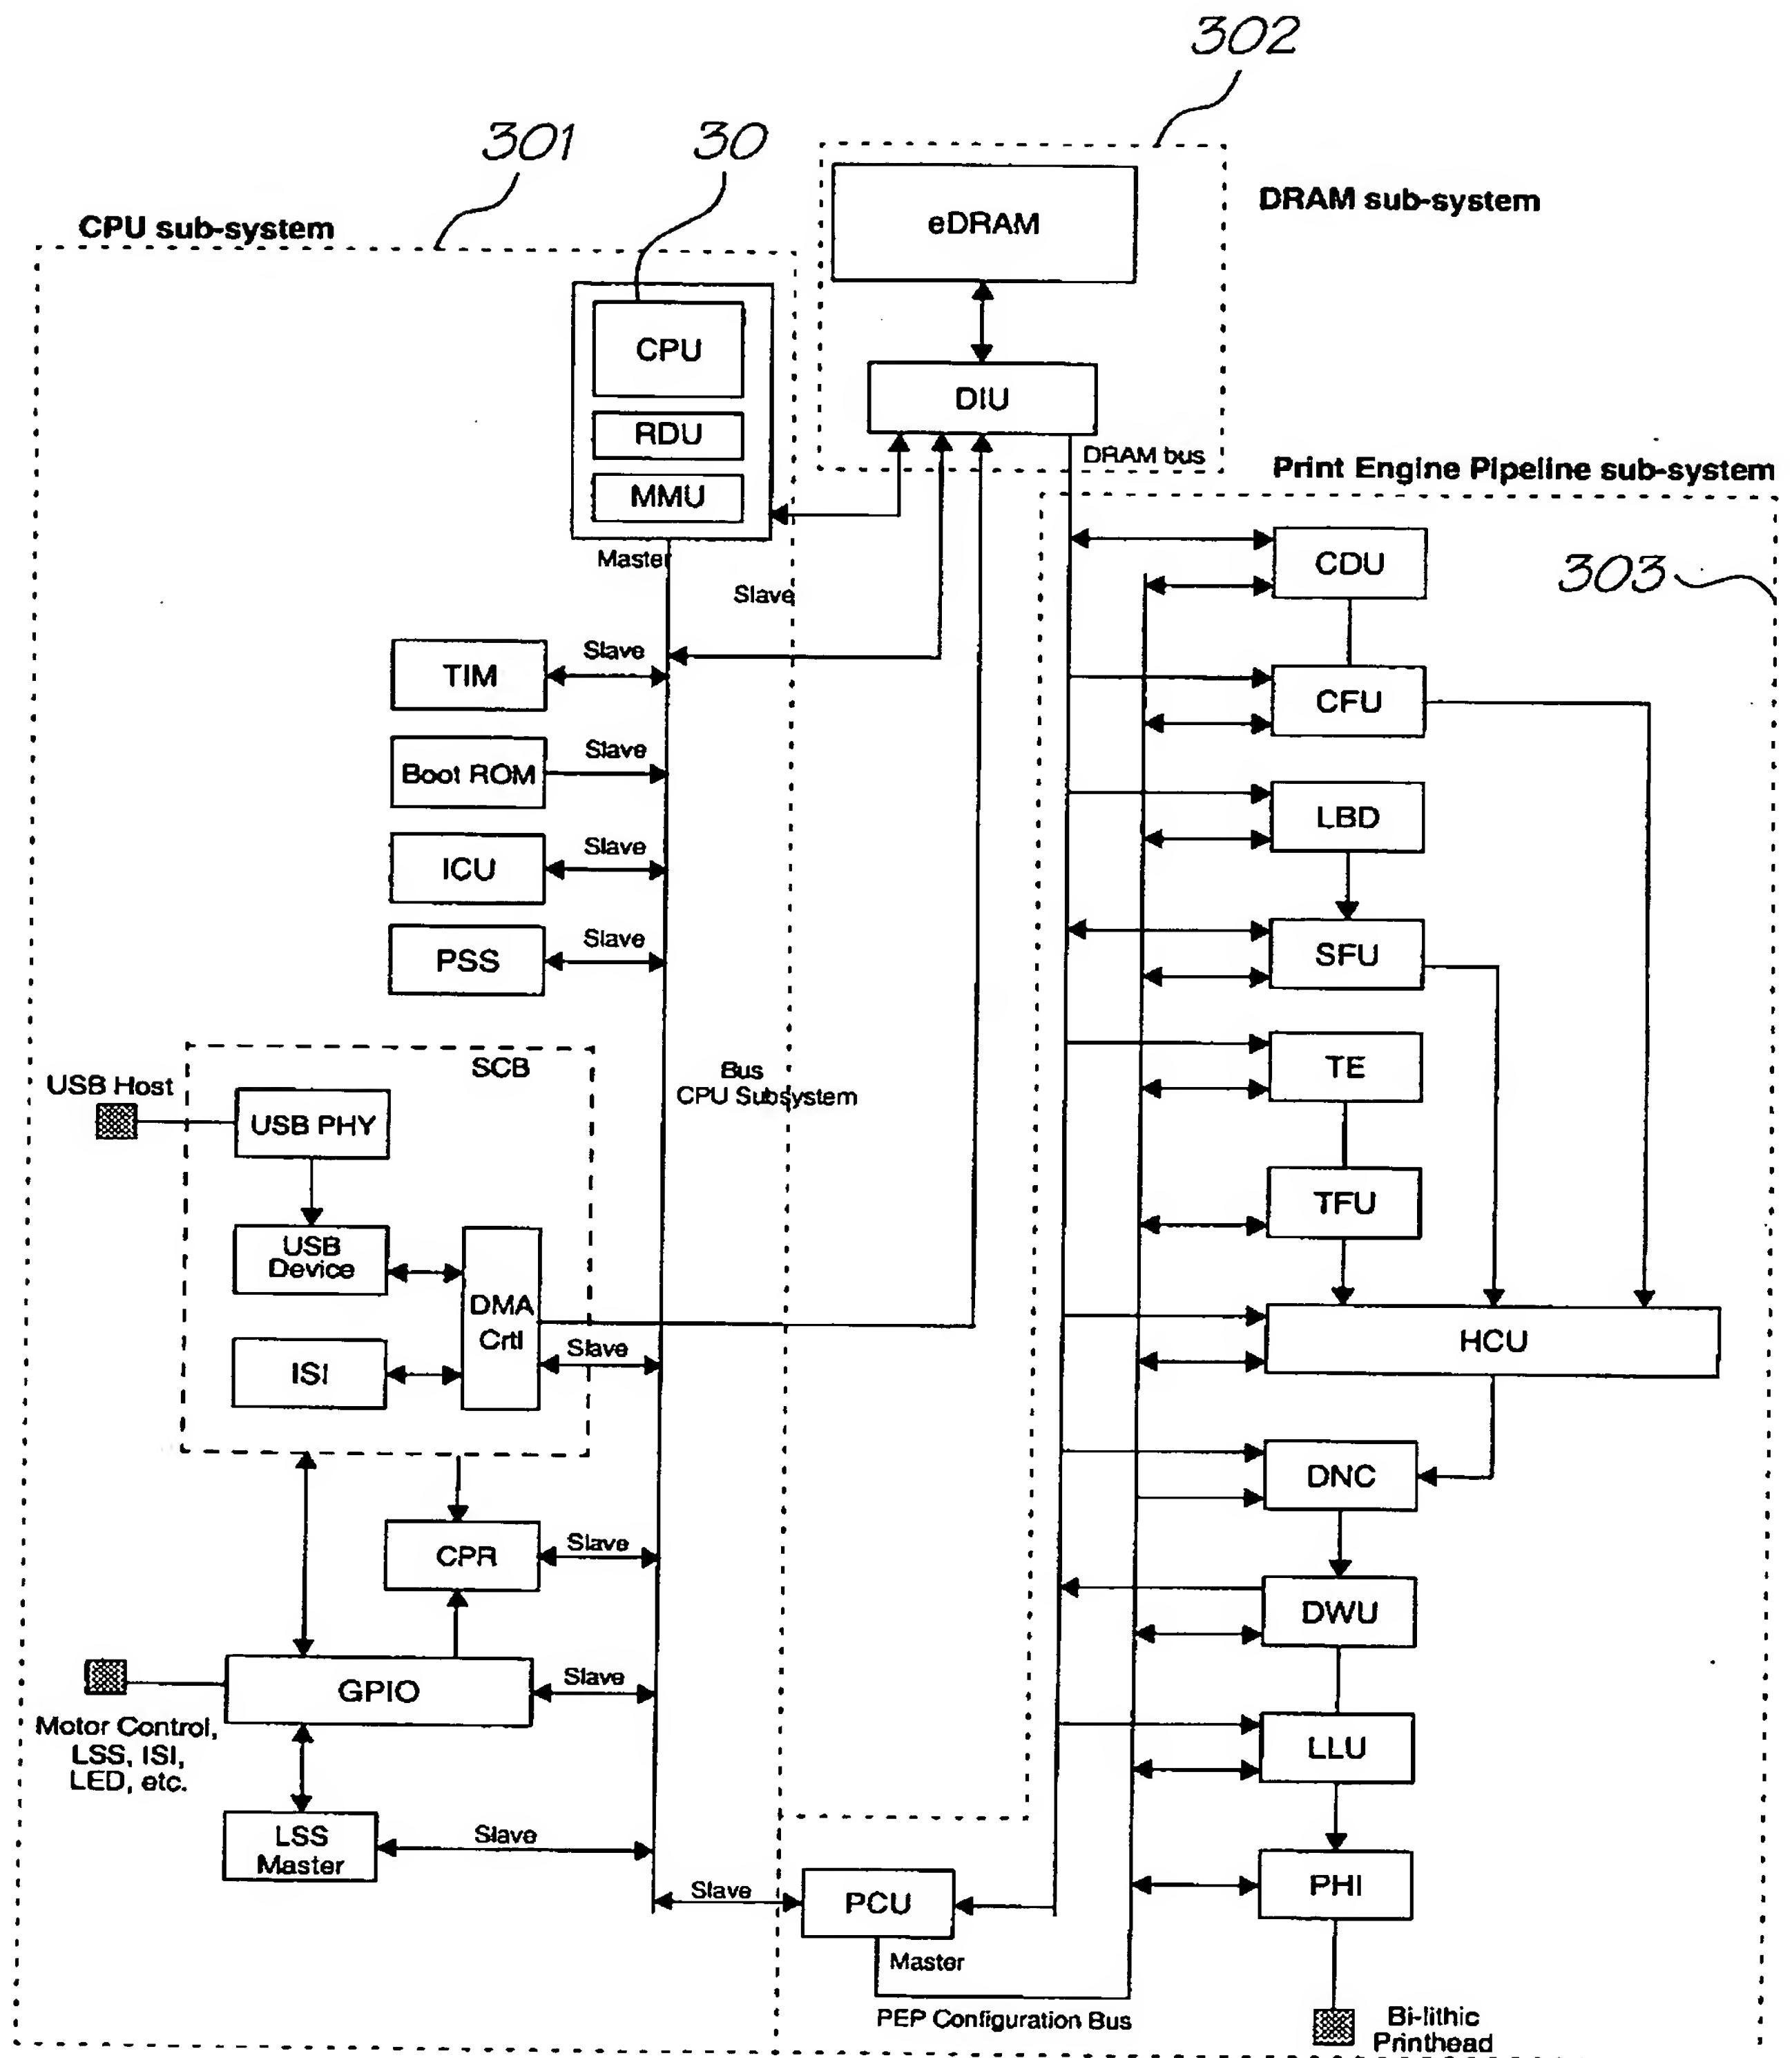 302
301
30
DRAM sub-system
CPU sub-system
eDRAM
CPU
DIU
RDU
DRAM bus
Print Engine Pipeline sub-system
MMU
Master
CDU
303
Slave
TIM
Slave
CFU
Boot ROM
Slave
LBD
ICU
Slave
PSS
Slave
SFU
SCB
TE
USB Host
Bus
CPU Subsystem
USB PHY
TFU
USB
Device
DMA
Crtl
HCU
Slave
ISI
DNC
CPR
Slave
DWU
GPIO
Slave
Motor Control,
LSS, ISI,
LED, etc.
LLU
LSS
Master
Slave
Slave
PCU
PHI
Master
PEP Configuration Bus
Bi-lithic
Printhead